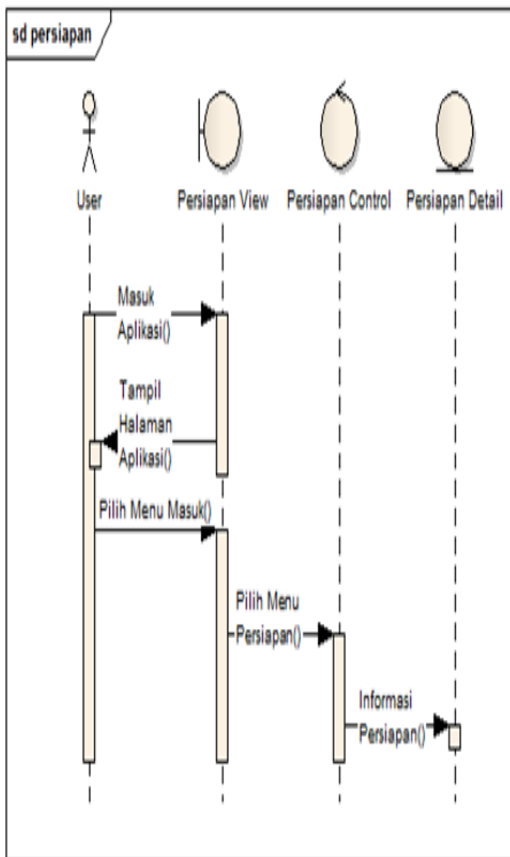 sd persiapan
User
Persiapan View
Persiapan Control
Persiapan Detail
Masuk
Aplikasi()
Tampil
Halaman
Aplikasi()
Pilih Menu Masuk()
Pilih Menu
Persiapan()
Informasi
Persiapan()